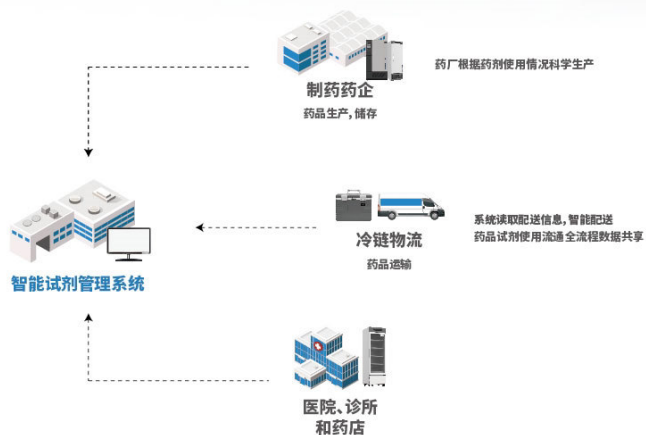 制药药企
药品生产,储存
药厂根据药剂使用情况科学生产
智能试剂管理系统
冷链物流
药品运输
系统读取配送信息,智能配送
药品试剂使用流通全流程数据共享
医院、诊所
和药店